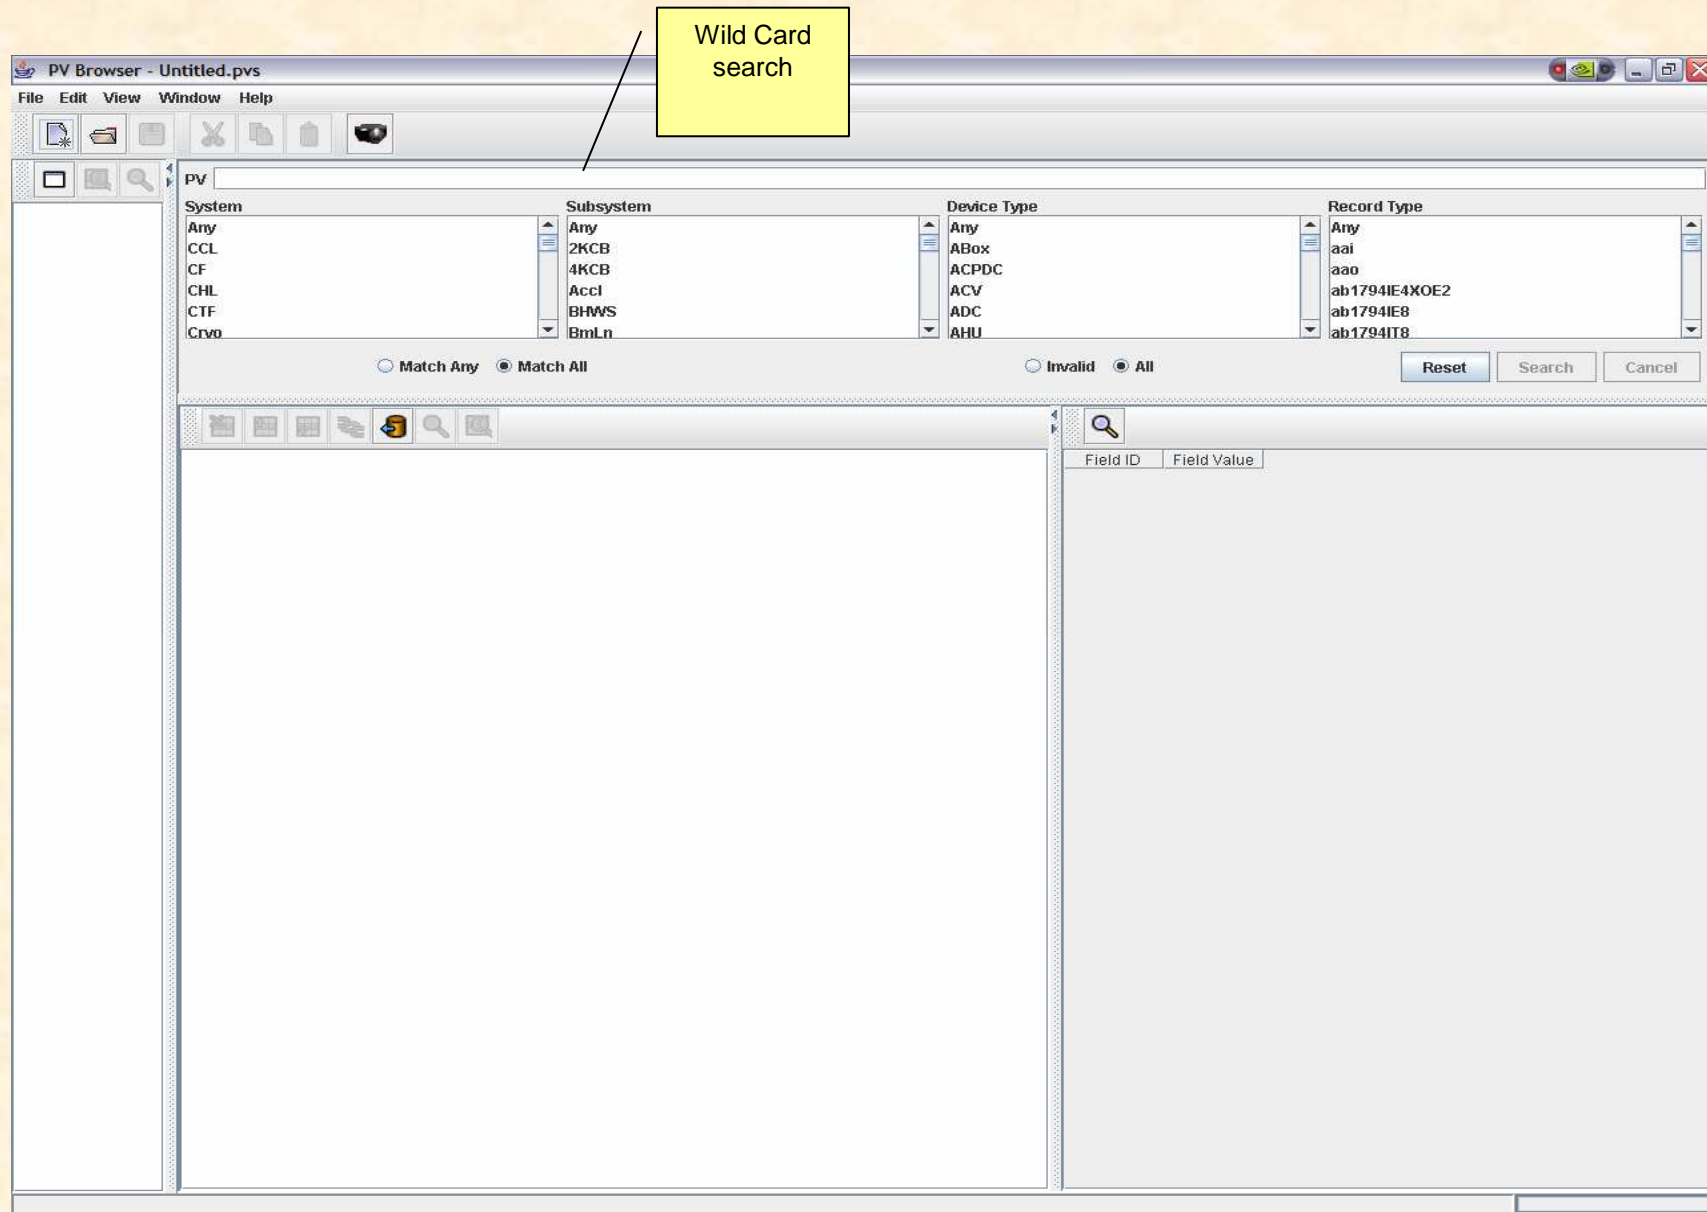 Wild Card
search
PV Browser - Untitled.pvs
File Edit View Window Help
PV
System Subsystem Device Type Record Type
Any Any Any Any
CCL 2KCB ABox aai
CF 4KCB ACPDC aao
CHL Accl ACV ab1794IE4XOE2
CTF BHWS ADC ab1794IE8
Cryo BmLn AHU ab1794IT8
Match Any Match All Invalid All Reset Search Cancel
Field ID Field Value